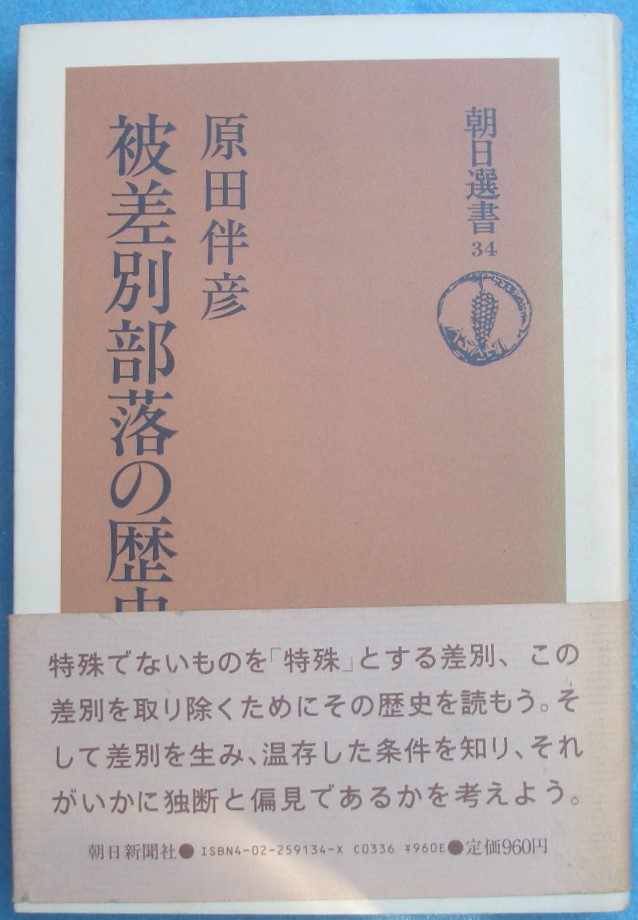 朝日選書
34
ASAHI
原田伴彦
被差別部落の歴史
特殊でないものを「特殊」とする差別、この
差別を取り除くためにその歴史を読もう。そ
して差別を生み、温存した条件を知り、それ
がいかに独断と偏見であるかを考えよう。
朝日新聞社●ISBN4-02-259134-X C0336 ¥960E●定価960円